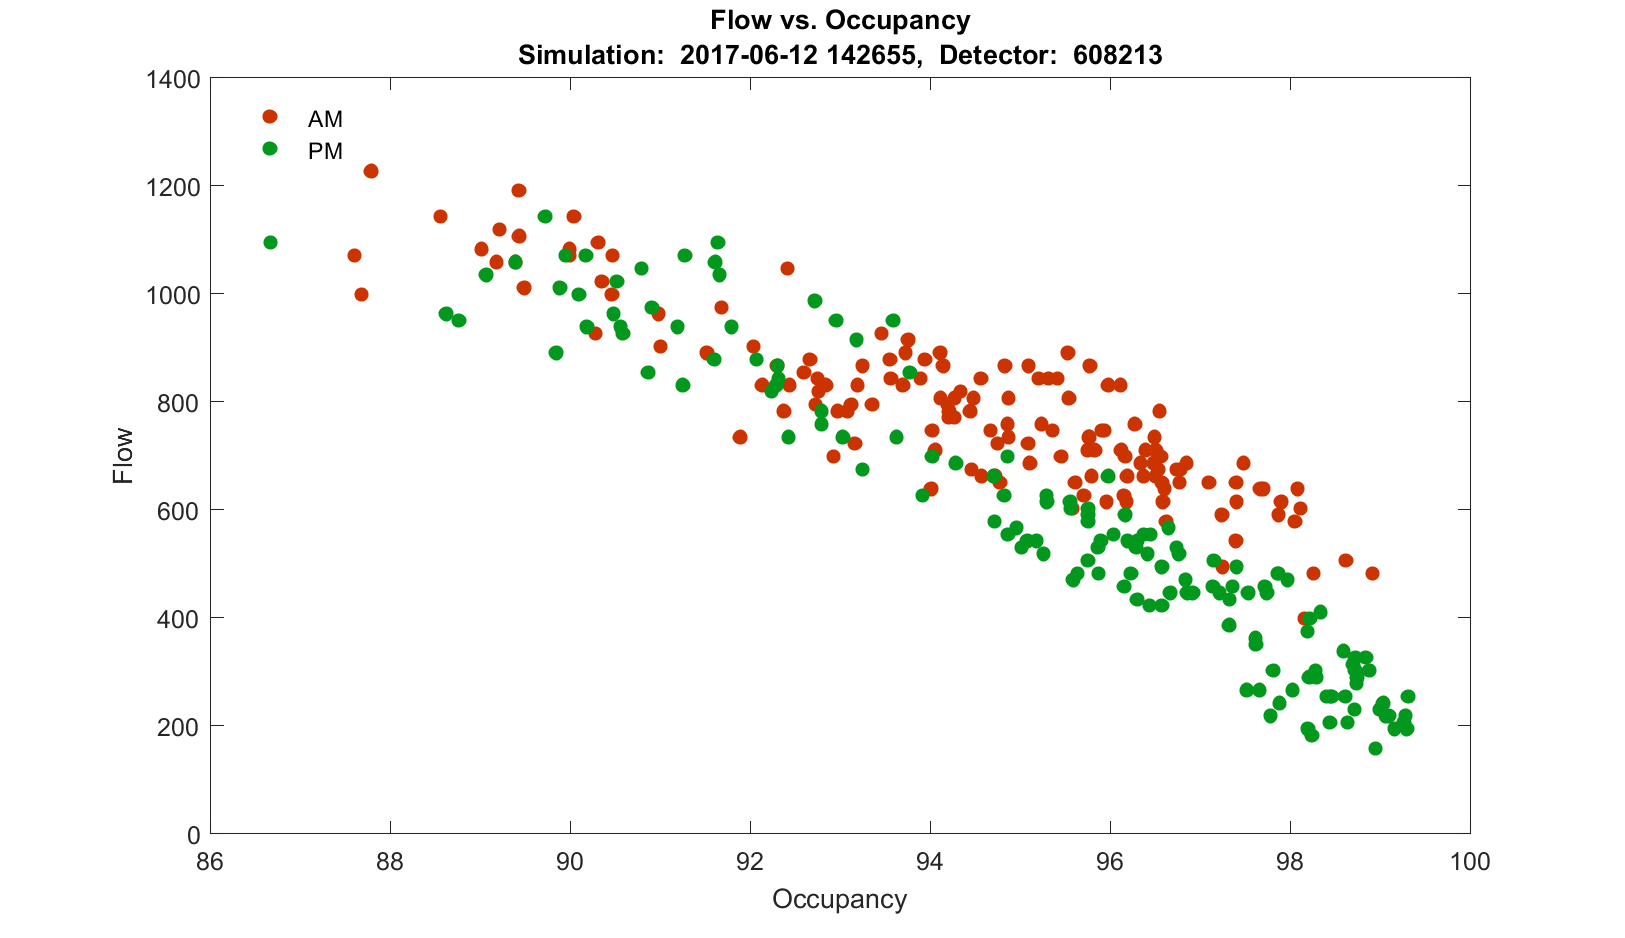 Flow vs. Occupancy
Simulation:  2017-06-12 142655,  Detector:  608213
1400
1200
1000
800
600
400
200
0
Flow
AM
PM
86 88 90 92 94 96 98 100
Occupancy